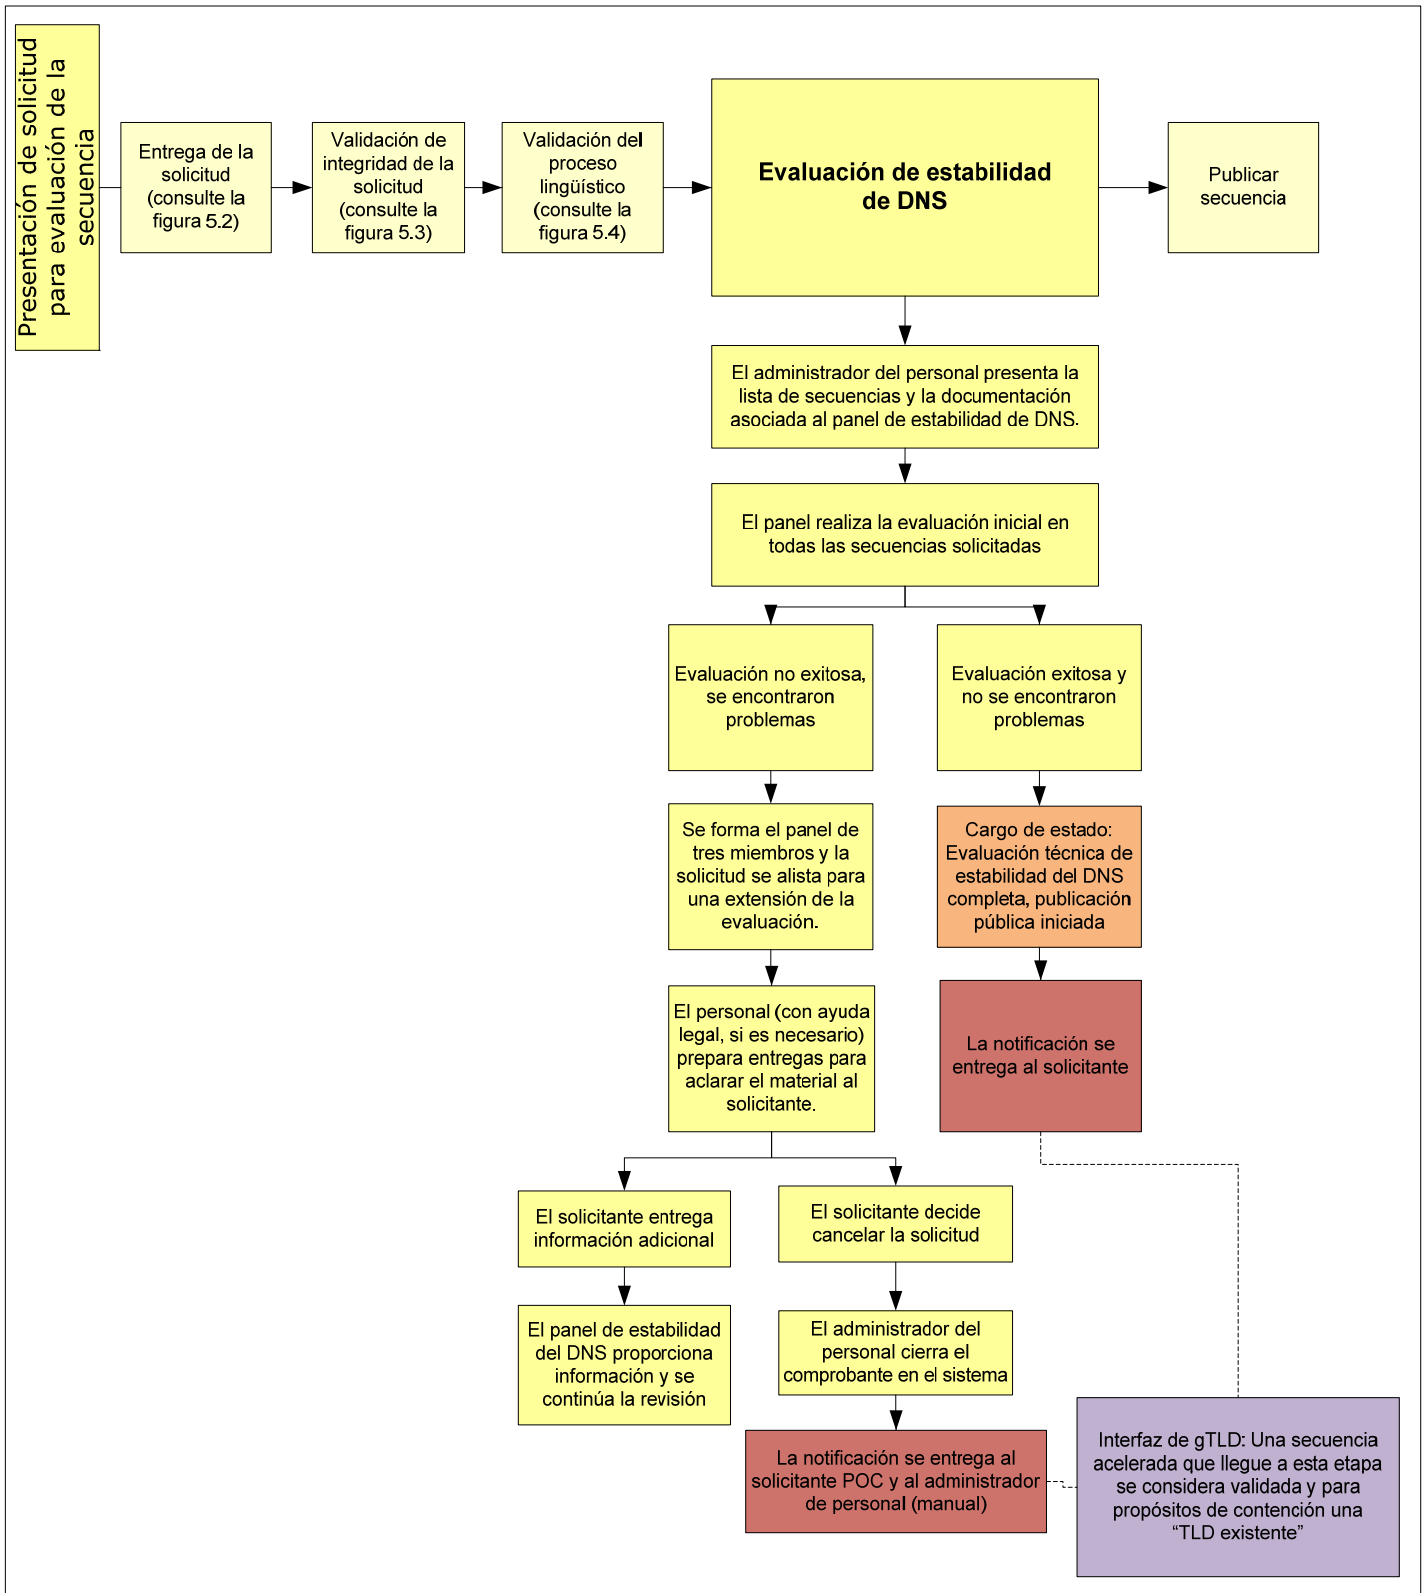 Presentación de solicitud
para evaluación de la
secuencia
Entrega de la
solicitud
(consulte la
figura 5.2)
Validación de
integridad de la
solicitud
(consulte la
figura 5.3)
Validación del
proceso
lingüístico
(consulte la
figura 5.4)
Evaluación de estabilidad
de DNS
Publicar
secuencia
El administrador del personal presenta la
lista de secuencias y la documentación
asociada al panel de estabilidad de DNS.
El panel realiza la evaluación inicial en
todas las secuencias solicitadas
Evaluación no exitosa,
se encontraron
problemas
Evaluación exitosa y
no se encontraron
problemas
Se forma el panel de
tres miembros y la
solicitud se alista para
una extensión de la
evaluación.
Cargo de estado:
Evaluación técnica de
estabilidad del DNS
completa, publicación
pública iniciada
El personal (con ayuda
legal, si es necesario)
prepara entregas para
aclarar el material al
solicitante.
La notificación se
entrega al solicitante
El solicitante entrega
información adicional
El solicitante decide
cancelar la solicitud
El panel de estabilidad
del DNS proporciona
información y se
continúa la revisión
El administrador del
personal cierra el
comprobante en el sistema
La notificación se entrega al
solicitante POC y al administrador
de personal (manual)
Interfaz de gTLD: Una secuencia
acelerada que llegue a esta etapa
se considera validada y para
propósitos de contención una
“TLD existente”